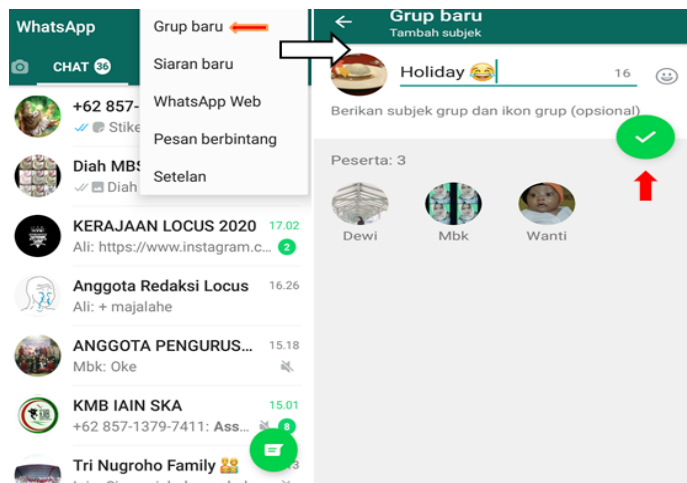 WhatsApp
Grup baru
Siaran baru
WhatsApp Web
Pesan berbintang
Setelan
CHAT 36
+62 857-
Stike
Diah MBS
Diah
KERAJAAN LOCUS 2020 17.02
Ali: https://www.instagram.c... 2
Anggota Redaksi Locus 16.26
Ali: + majalahe
ANGGOTA PENGURUS... 15.18
Mbk: Oke
KMB IAIN SKA 15.01
+62 857-1379-7411: Ass... 8
Tri Nugroho Family
Grup baru
Tambah subjek
Holiday 😂 16
Berikan subjek grup dan ikon grup (opsional)
Peserta: 3
Dewi Mbk Wanti